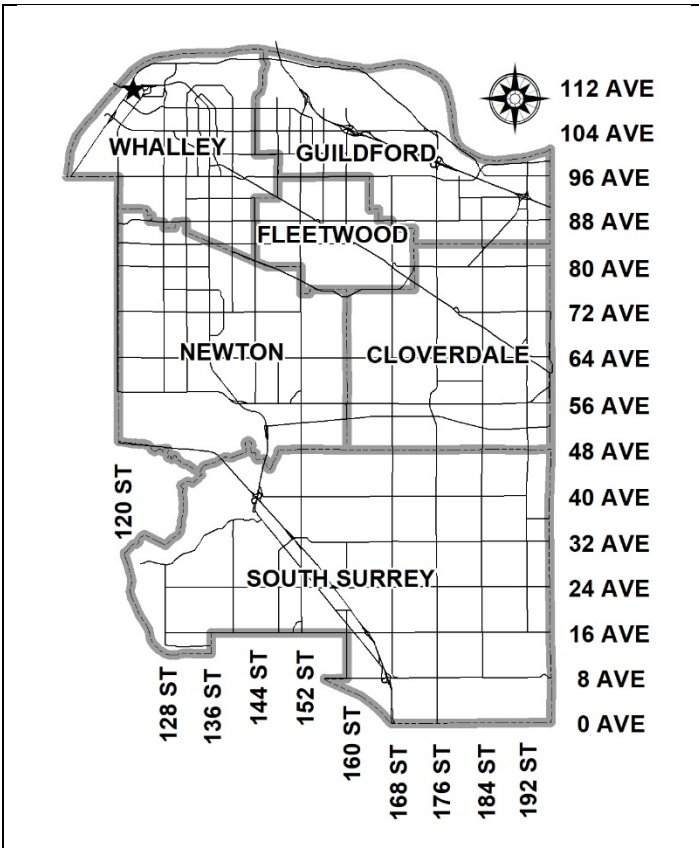 112 AVE
104 AVE
WHALLEY
GUILDFORD
96 AVE
88 AVE
FLEETWOOD
80 AVE
72 AVE
NEWTON
CLOVERDALE
64 AVE
56 AVE
48 AVE
120 ST
40 AVE
32 AVE
SOUTH SURREY
24 AVE
16 AVE
128 ST
136 ST
144 ST
152 ST
160 ST
8 AVE
0 AVE
168 ST
176 ST
184 ST
192 ST